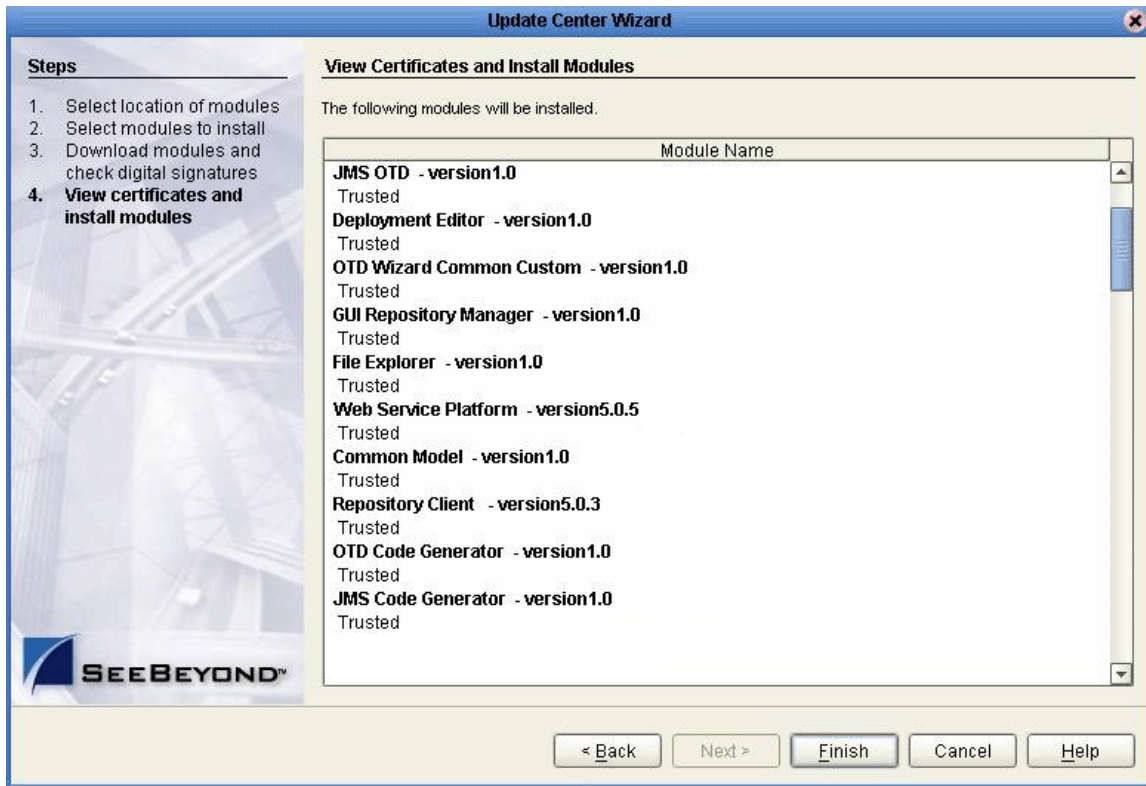 Update Center Wizard
Steps
1. Select location of modules
2. Select modules to install
3. Download modules and
check digital signatures
4. View certificates and
install modules
SEEBEYOND™
View Certificates and Install Modules
The following modules will be installed.
Module Name
JMS OTD - version1.0
Trusted
Deployment Editor - version1.0
Trusted
OTD Wizard Common Custom - version1.0
Trusted
GUI Repository Manager - version1.0
Trusted
File Explorer - version1.0
Trusted
Web Service Platform - version5.0.5
Trusted
Common Model - version1.0
Trusted
Repository Client - version5.0.3
Trusted
OTD Code Generator - version1.0
Trusted
JMS Code Generator - version1.0
Trusted
< Back Next > Finish Cancel Help